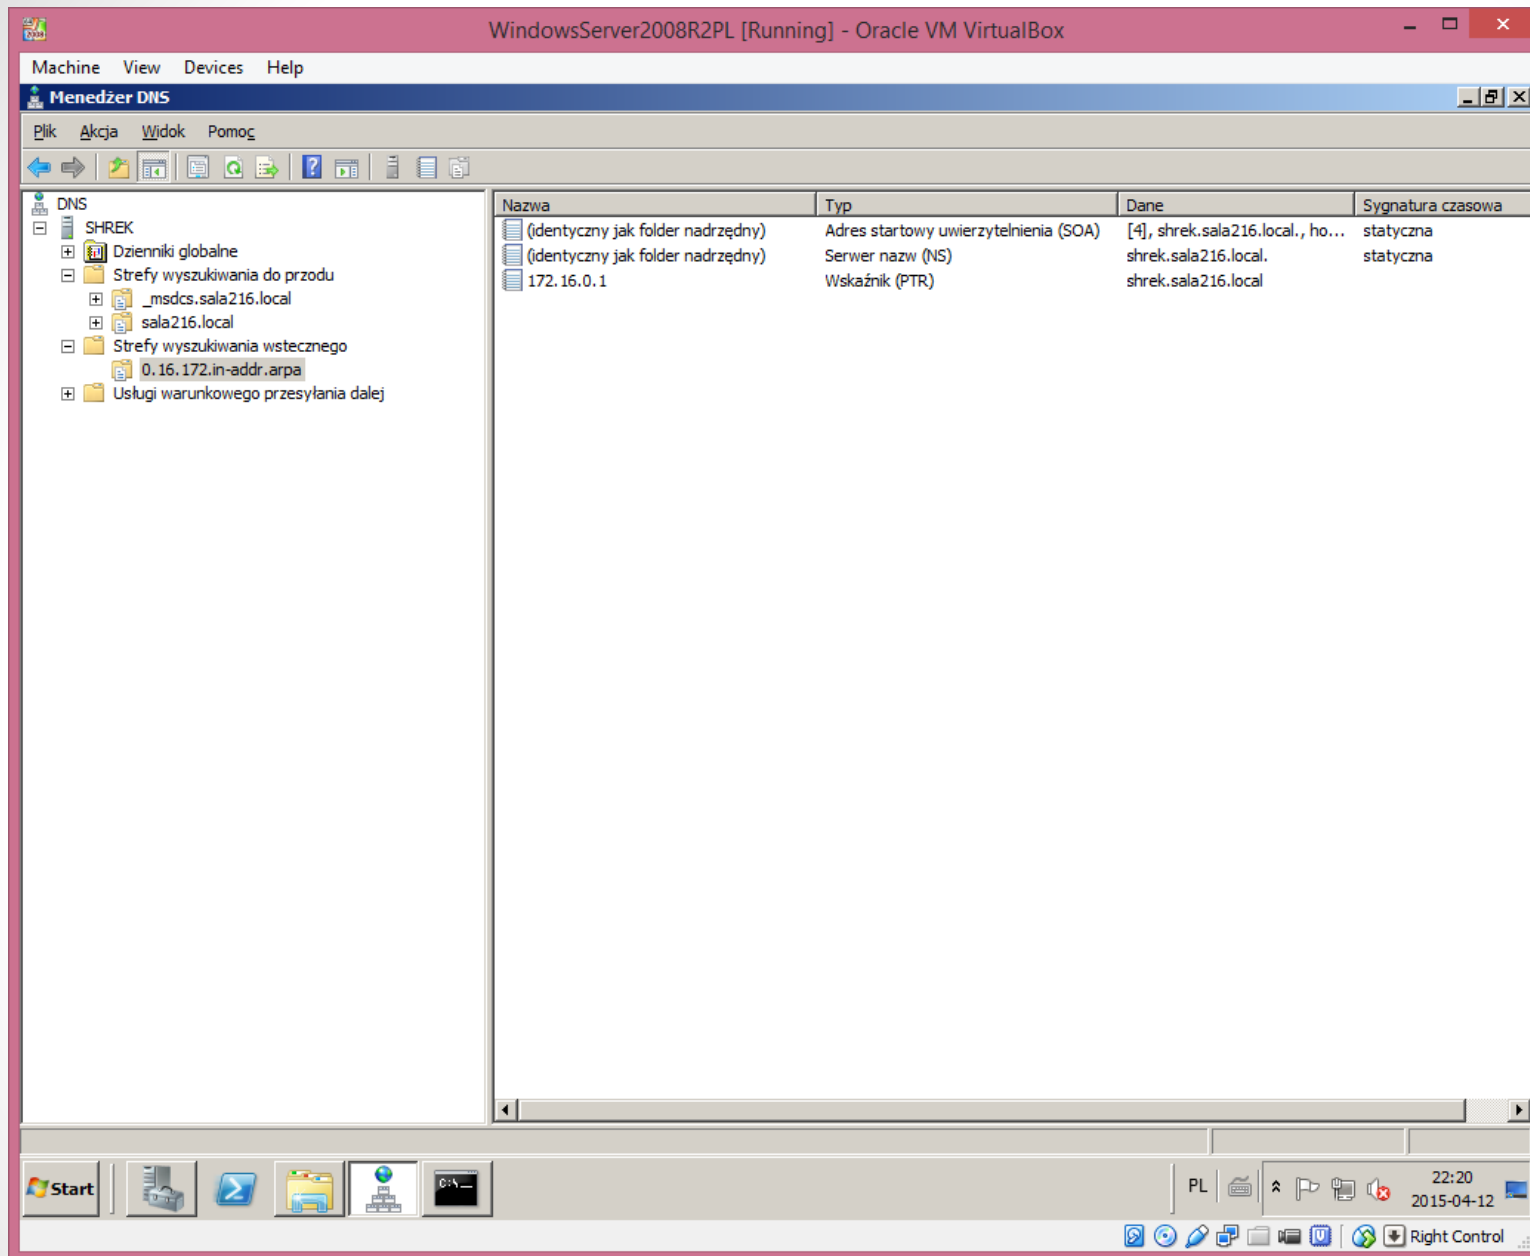 WindowsServer2008R2PL [Running] - Oracle VM VirtualBox
Machine View Devices Help
Menedżer DNS
Plik Akcja Widok Pomoc
DNS
SHREK
Dzienniki globalne
Strefy wyszukiwania do przodu
_msdcs.sala216.local
sala216.local
Strefy wyszukiwania wstecznego
0.16.172.in-addr.arpa
Usługi warunkowego przesyłania dalej
Nazwa Typ Dane Sygnatura czasowa
(identyczny jak folder nadrzędny) Adres startowy uwierzytelnienia (SOA) [4], shrek.sala216.local., ho... statyczna
(identyczny jak folder nadrzędny) Serwer nazw (NS) shrek.sala216.local. statyczna
172.16.0.1 Wskaźnik (PTR) shrek.sala216.local
Start
C:\_
PL
22:20
2015-04-12
Right Control